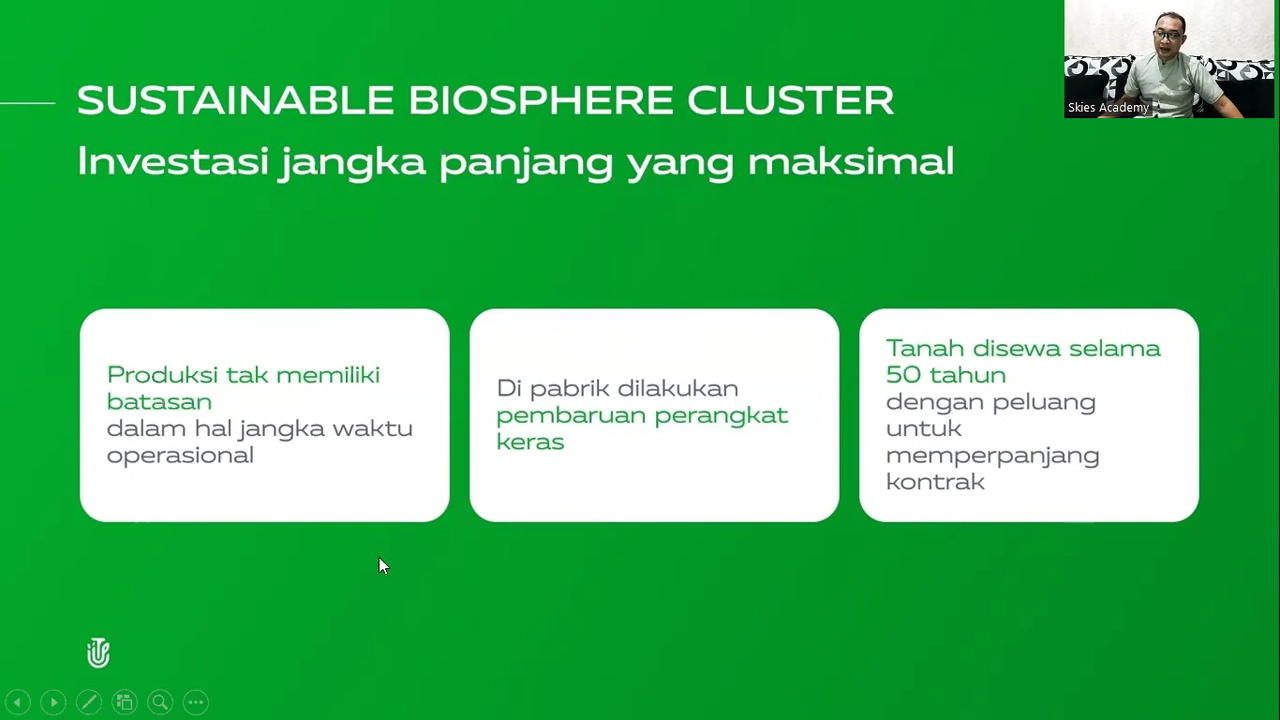 Skies Academy
SUSTAINABLE BIOSPHERE CLUSTER
Investasi jangka panjang yang maksimal
Produksi tak memiliki
batasan
dalam hal jangka waktu
operasional
Di pabrik dilakukan
pembaruan perangkat
keras
Tanah disewa selama
50 tahun
dengan peluang
untuk
memperpanjang
kontrak